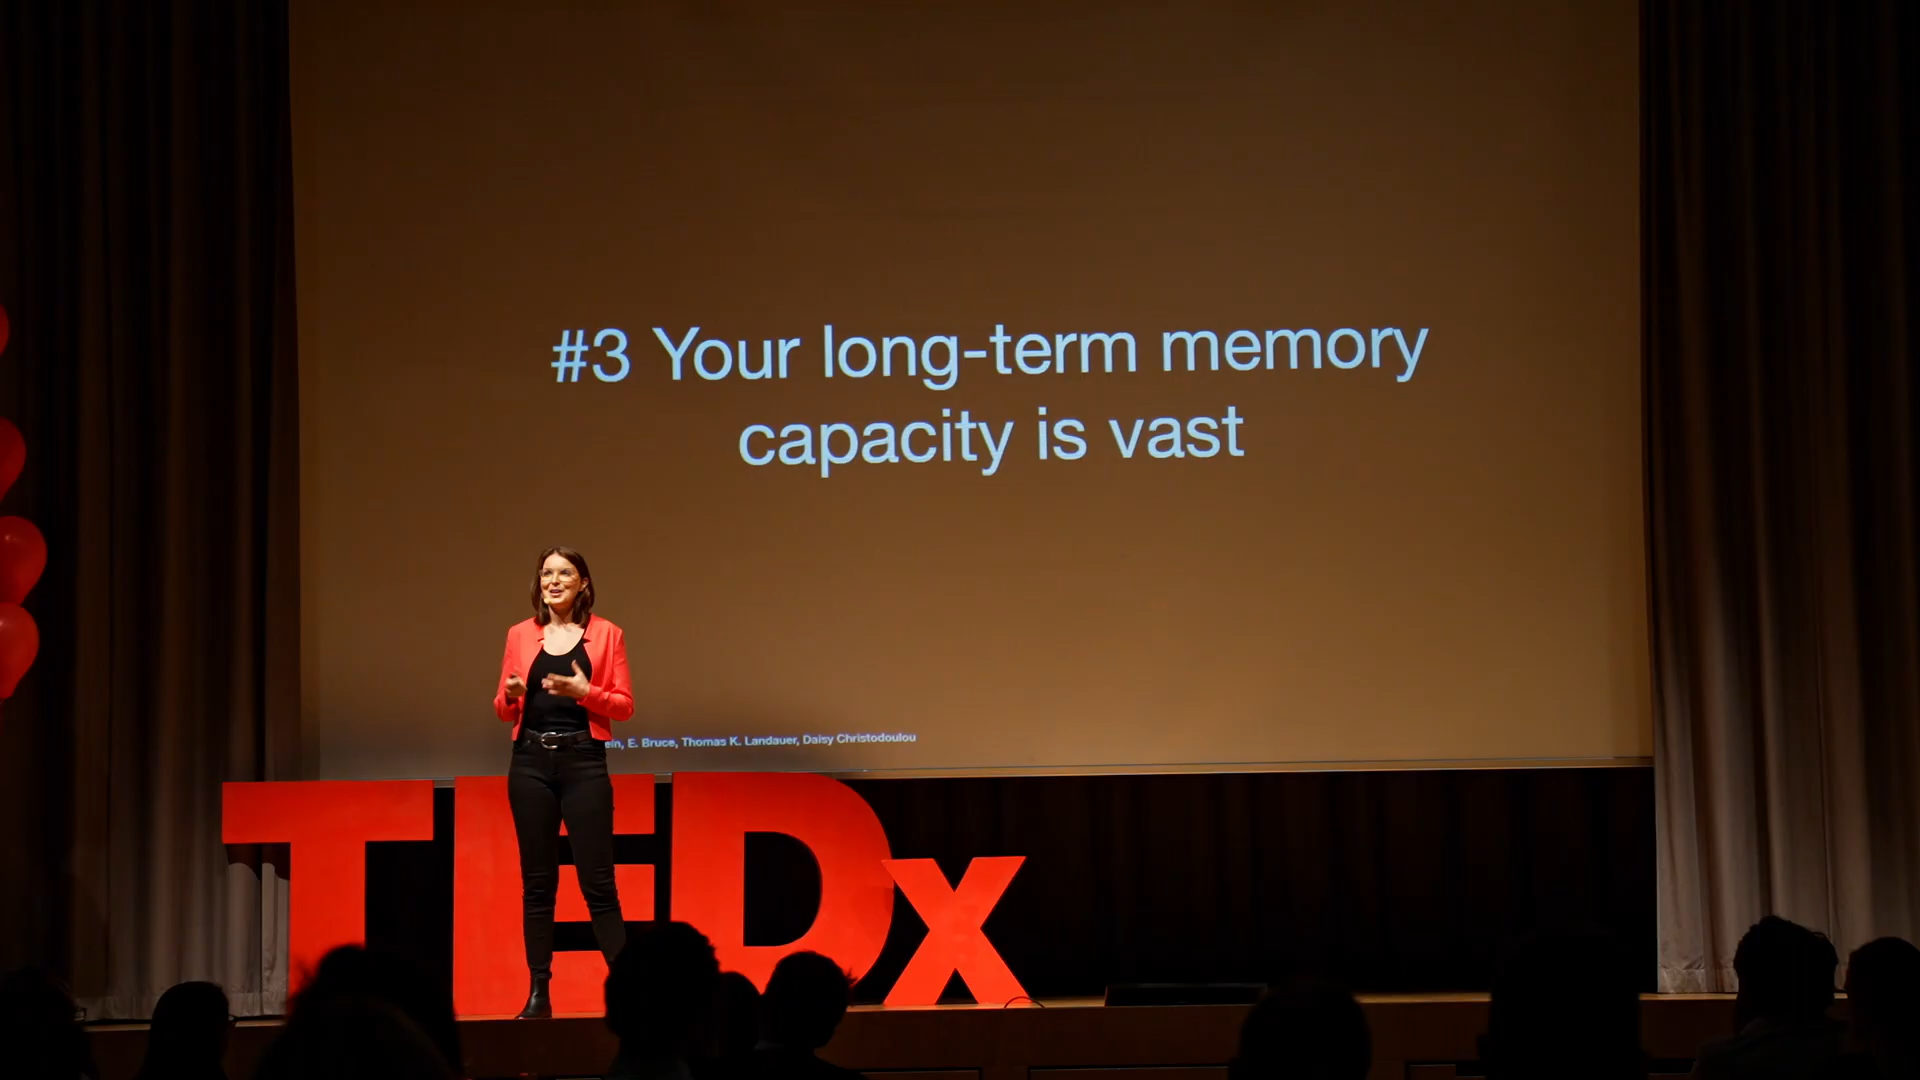 #3 Your long-term memory
capacity is vast
E. Bruce, Thomas K. Landauer, Daisy Christodoulou
TEDx